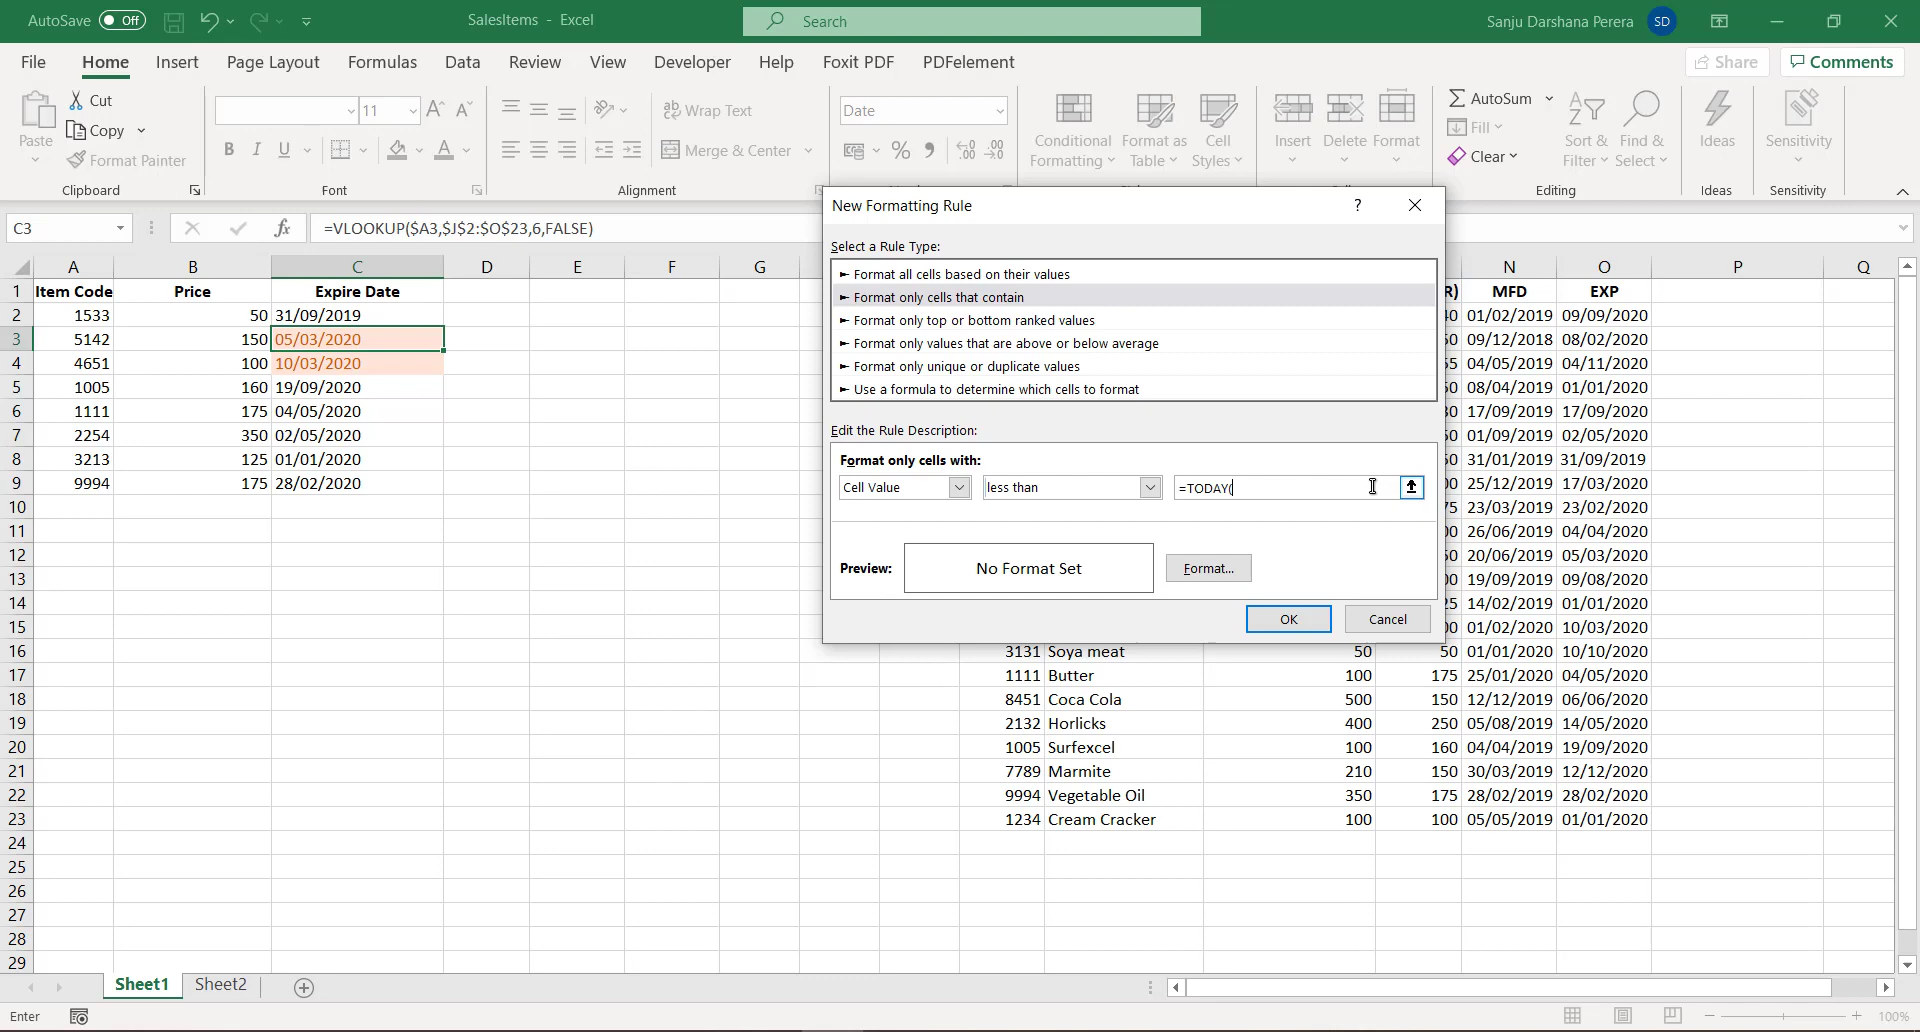 AutoSave Off SalesItems - Excel Search Sanju Darshana Perera SD
File Home Insert Page Layout Formulas Data Review View Developer Help Foxit PDF PDFelement Share Comments
Paste Cut Copy Format Painter Clipboard
11 B I U A Font
Wrap Text Merge & Center Alignment
Date %
Conditional Formatting Format as Table Cell Styles
Insert Delete Format
AutoSum Fill Clear Sort & Filter Find & Select Editing
Ideas Ideas
Sensitivity Sensitivity
C3 fx =VLOOKUP($A3,$J$2:$O$23,6,FALSE)
New Formatting Rule ?
Select a Rule Type:
Format all cells based on their values
Format only cells that contain
Format only top or bottom ranked values
Format only values that are above or below average
Format only unique or duplicate values
Use a formula to determine which cells to format
Edit the Rule Description:
Format only cells with:
Cell Value less than =TODAY(
Preview: No Format Set Format...
OK Cancel
A B C D E F G N O P Q
1 Item Code Price Expire Date R) MFD EXP
2 1533 50 31/09/2019 40 01/02/2019 09/09/2020
3 5142 150 05/03/2020 50 09/12/2018 08/02/2020
4 4651 100 10/03/2020 55 04/05/2019 04/11/2020
5 1005 160 19/09/2020 50 08/04/2019 01/01/2020
6 1111 175 04/05/2020 30 17/09/2019 17/09/2020
7 2254 350 02/05/2020 50 01/09/2019 02/05/2020
8 3213 125 01/01/2020 50 31/01/2019 31/09/2019
9 9994 175 28/02/2020 00 25/12/2019 17/03/2020
10 75 23/03/2019 23/02/2020
11 00 26/06/2019 04/04/2020
12 50 20/06/2019 05/03/2020
13 00 19/09/2019 09/08/2020
14 25 14/02/2019 01/01/2020
15 00 01/02/2020 10/03/2020
16 3131 Soya meat 50 50 01/01/2020 10/10/2020
17 1111 Butter 100 175 25/01/2020 04/05/2020
18 8451 Coca Cola 500 150 12/12/2019 06/06/2020
19 2132 Horlicks 400 250 05/08/2019 14/05/2020
20 1005 Surfexcel 100 160 04/04/2019 19/09/2020
21 7789 Marmite 210 150 30/03/2019 12/12/2020
22 9994 Vegetable Oil 350 175 28/02/2019 28/02/2020
23 1234 Cream Cracker 100 100 05/05/2019 01/01/2020
24
25
26
27
28
29
Sheet1 Sheet2
Enter 100%